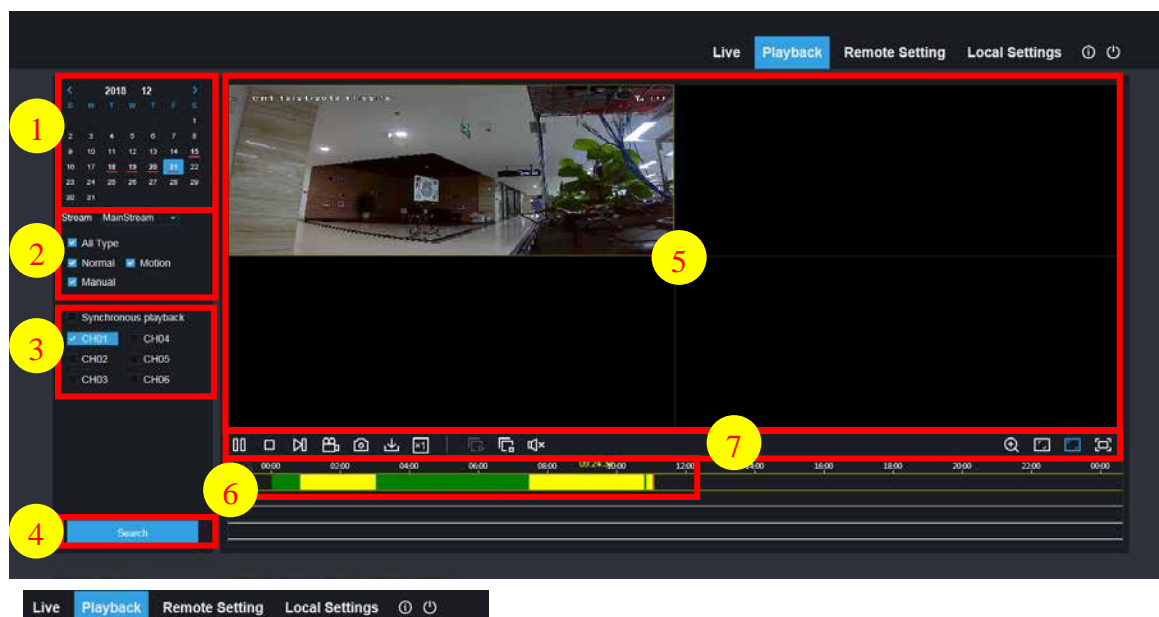 Live Playback Remote Setting Local Settings
2018 12
S M T W T F S
1
1
2 3 4 5 6 7 8
9 10 11 12 13 14 15
16 17 18 19 20 21 22
23 24 25 26 27 28 29
30 31
Stream MainStream
All Type
2
Normal Motion
Manual
5
Synchronous playback
CH01 CH04
3
CH02 CH05
CH03 CH06
×1
7
00:00 02:00 04:00 06:00 08:00 12:00 14:00 16:00 18:00 20:00 22:00 00:00
6
4
Search
Live Playback Remote Setting Local Settings